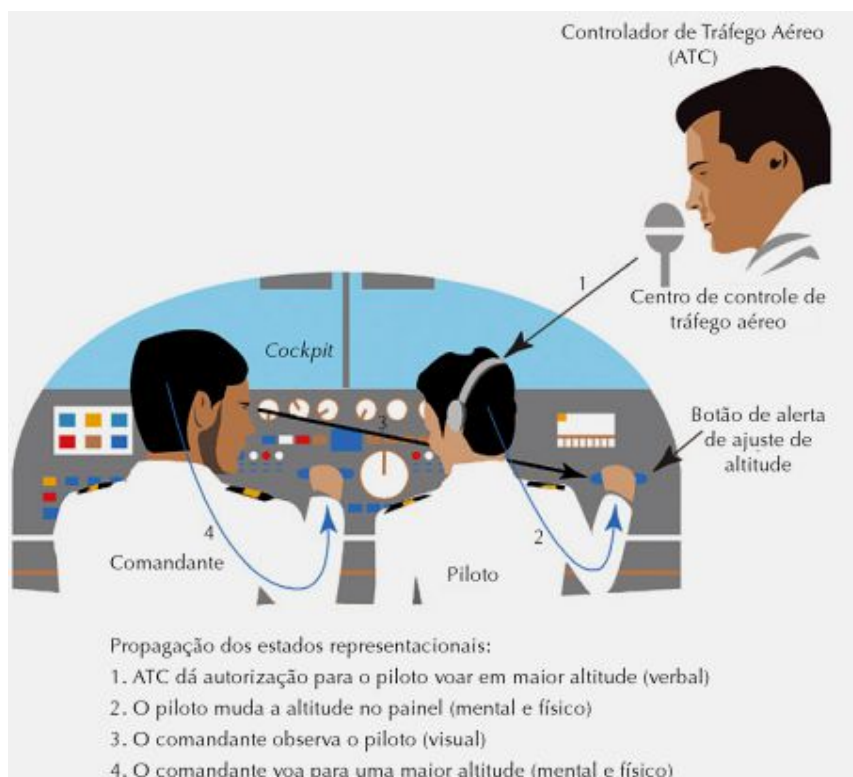 Controlador de Tráfego Aéreo
(ATC)
1
Centro de controle de
tráfego aéreo
Cockpit
3
Botão de alerta
de ajuste de
altitude
4
2
Comandante
Piloto
Propagação dos estados representacionais:
1. ATC dá autorização para o piloto voar em maior altitude (verbal)
2. O piloto muda a altitude no painel (mental e físico)
3. O comandante observa o piloto (visual)
4. O comandante voa para uma maior altitude (mental e físico)